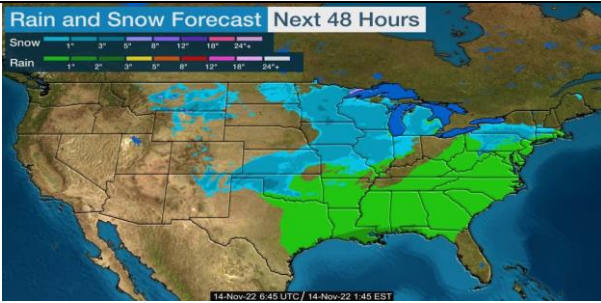 Rain and Snow Forecast Next 48 Hours
Snow
1" 3" 5" 8" 12" 18" 24"+
Rain
1" 2" 3" 5" 8" 12" 18" 24"+
14-Nov-22 6:45 UTC / 14-Nov-22 1:45 EST